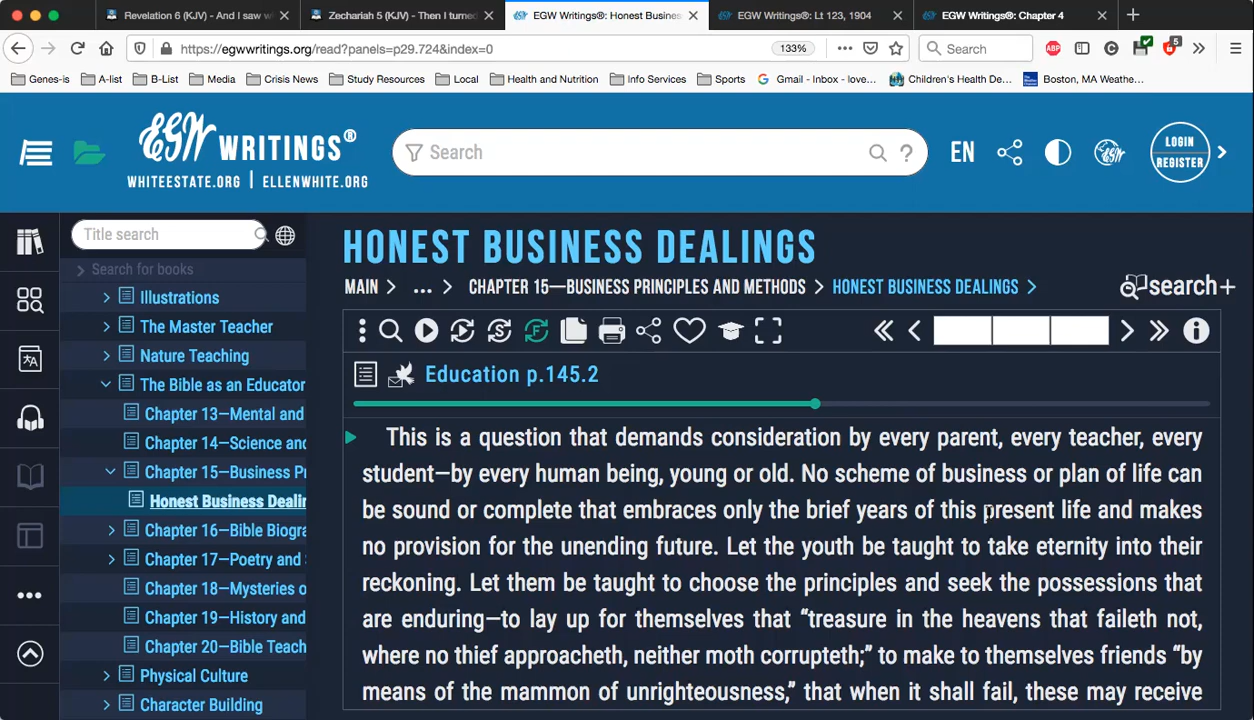 Revelation 6 (KJV) - And I saw w
Zechariah 5 (KJV) - Then I turned
EGW Writings®: Honest Busines
EGW Writings®: Lt 123, 1904
EGW Writings®: Chapter 4
https://egwwritings.org/read?panels=p29.724&index=0
133%
Search
ABP
5
Genes-is
A-list
B-List
Media
Crisis News
Study Resources
Local
Health and Nutrition
Info Services
Sports
Gmail - Inbox - love...
Children's Health De...
Boston, MA Weathe...
EGW WRITINGS®
WHITEESTATE.ORG | ELLENWHITE.ORG
Search
?
EN
LOGIN
REGISTER
Title search
Search for books
Illustrations
The Master Teacher
Nature Teaching
The Bible as an Educator
Chapter 13—Mental and
Chapter 14—Science and
Chapter 15—Business Pr
Honest Business Dealin
Chapter 16—Bible Biogra
Chapter 17—Poetry and
Chapter 18—Mysteries o
Chapter 19—History and
Chapter 20—Bible Teach
Physical Culture
Character Building
HONEST BUSINESS DEALINGS
MAIN > ... > CHAPTER 15—BUSINESS PRINCIPLES AND METHODS > HONEST BUSINESS DEALINGS >
search+
Education p.145.2
This is a question that demands consideration by every parent, every teacher, every
student—by every human being, young or old. No scheme of business or plan of life can
be sound or complete that embraces only the brief years of this present life and makes
no provision for the unending future. Let the youth be taught to take eternity into their
reckoning. Let them be taught to choose the principles and seek the possessions that
are enduring—to lay up for themselves that “treasure in the heavens that faileth not,
where no thief approacheth, neither moth corrupteth;” to make to themselves friends “by
means of the mammon of unrighteousness,” that when it shall fail, these may receive